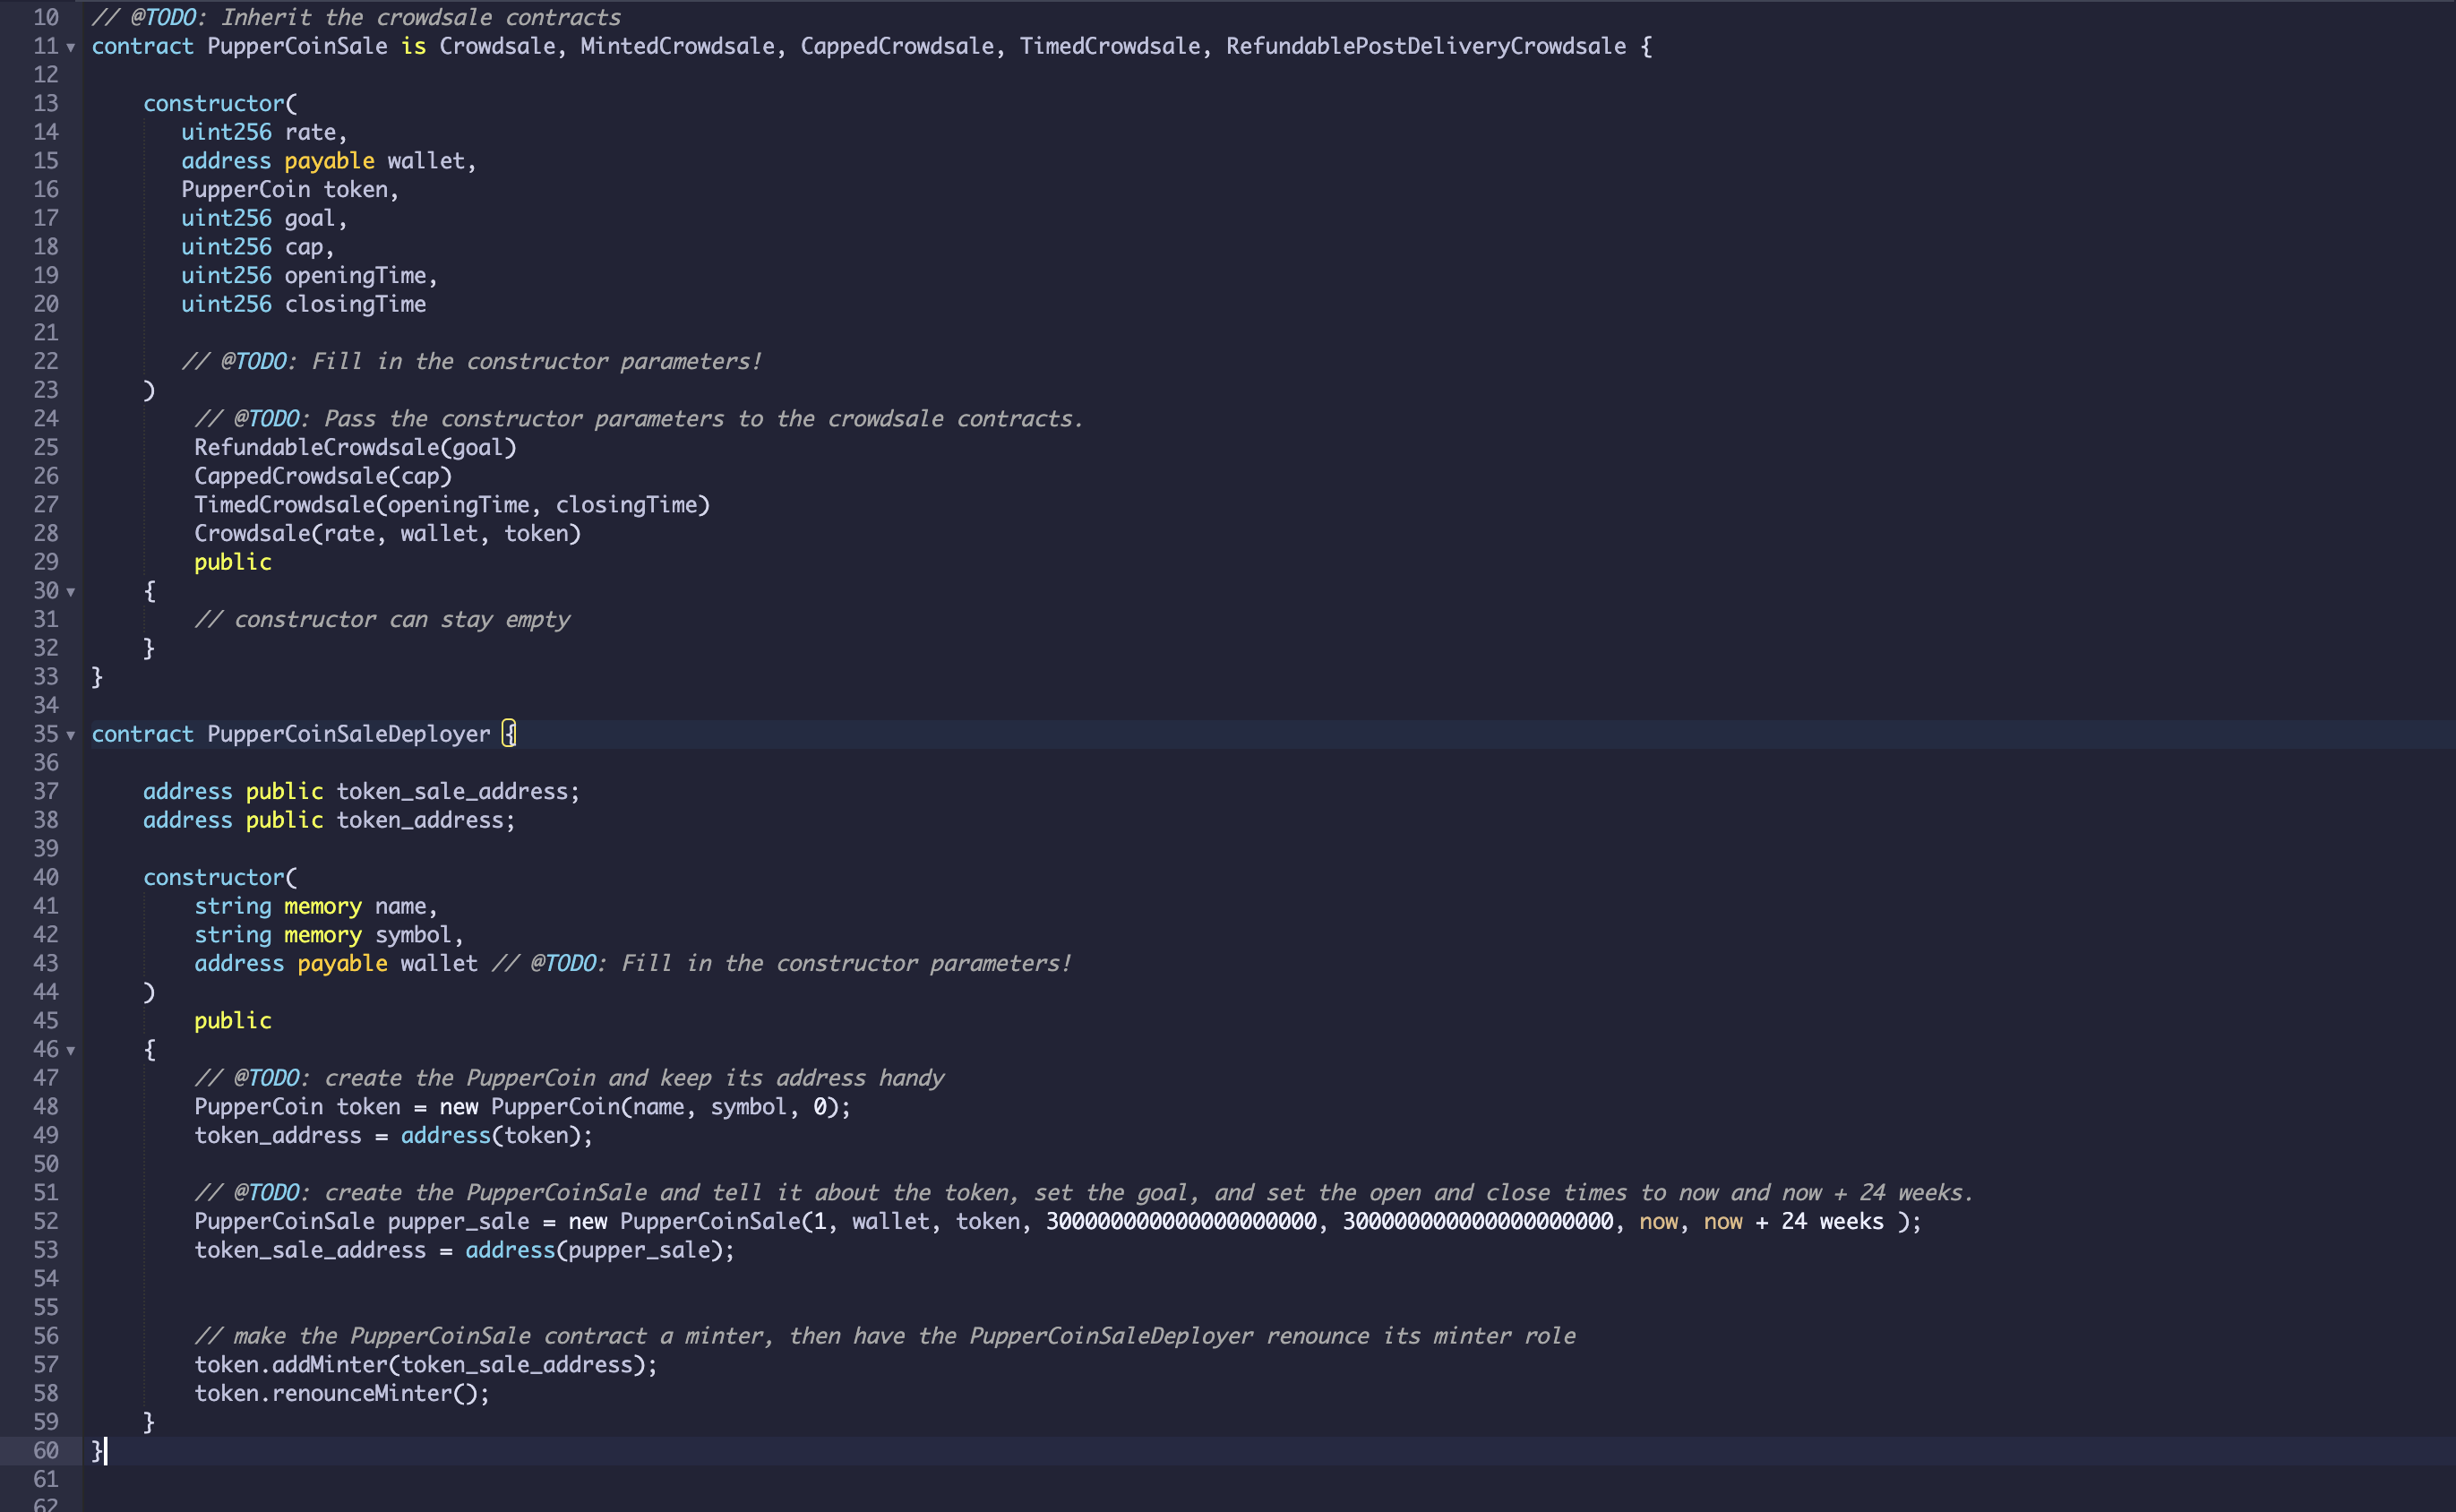 10 // @TODO: Inherit the crowdsale contracts
11 ▾ contract PupperCoinSale is Crowdsale, MintedCrowdsale, CappedCrowdsale, TimedCrowdsale, RefundablePostDeliveryCrowdsale {
12
13 constructor(
14 uint256 rate,
15 address payable wallet,
16 PupperCoin token,
17 uint256 goal,
18 uint256 cap,
19 uint256 openingTime,
20 uint256 closingTime
21
22 // @TODO: Fill in the constructor parameters!
23 )
24 // @TODO: Pass the constructor parameters to the crowdsale contracts.
25 RefundableCrowdsale(goal)
26 CappedCrowdsale(cap)
27 TimedCrowdsale(openingTime, closingTime)
28 Crowdsale(rate, wallet, token)
29 public
30 ▾ {
31 // constructor can stay empty
32 }
33 }
34
35 ▾ contract PupperCoinSaleDeployer {
36
37 address public token_sale_address;
38 address public token_address;
39
40 constructor(
41 string memory name,
42 string memory symbol,
43 address payable wallet // @TODO: Fill in the constructor parameters!
44 )
45 public
46 ▾ {
47 // @TODO: create the PupperCoin and keep its address handy
48 PupperCoin token = new PupperCoin(name, symbol, 0);
49 token_address = address(token);
50
51 // @TODO: create the PupperCoinSale and tell it about the token, set the goal, and set the open and close times to now and now + 24 weeks.
52 PupperCoinSale pupper_sale = new PupperCoinSale(1, wallet, token, 300000000000000000000, 300000000000000000000, now, now + 24 weeks );
53 token_sale_address = address(pupper_sale);
54
55
56 // make the PupperCoinSale contract a minter, then have the PupperCoinSaleDeployer renounce its minter role
57 token.addMinter(token_sale_address);
58 token.renounceMinter();
59 }
60 }
61
62